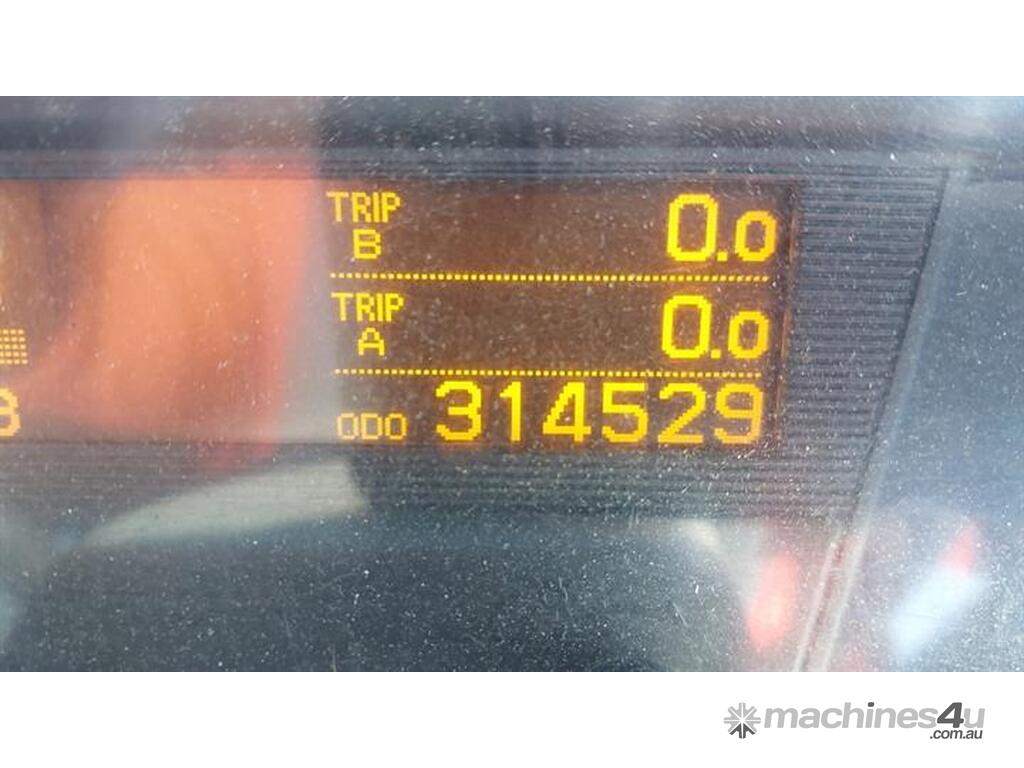 TRIP B 0.0
TRIP A 0.0
ODO 314529
machines4u
.com.au